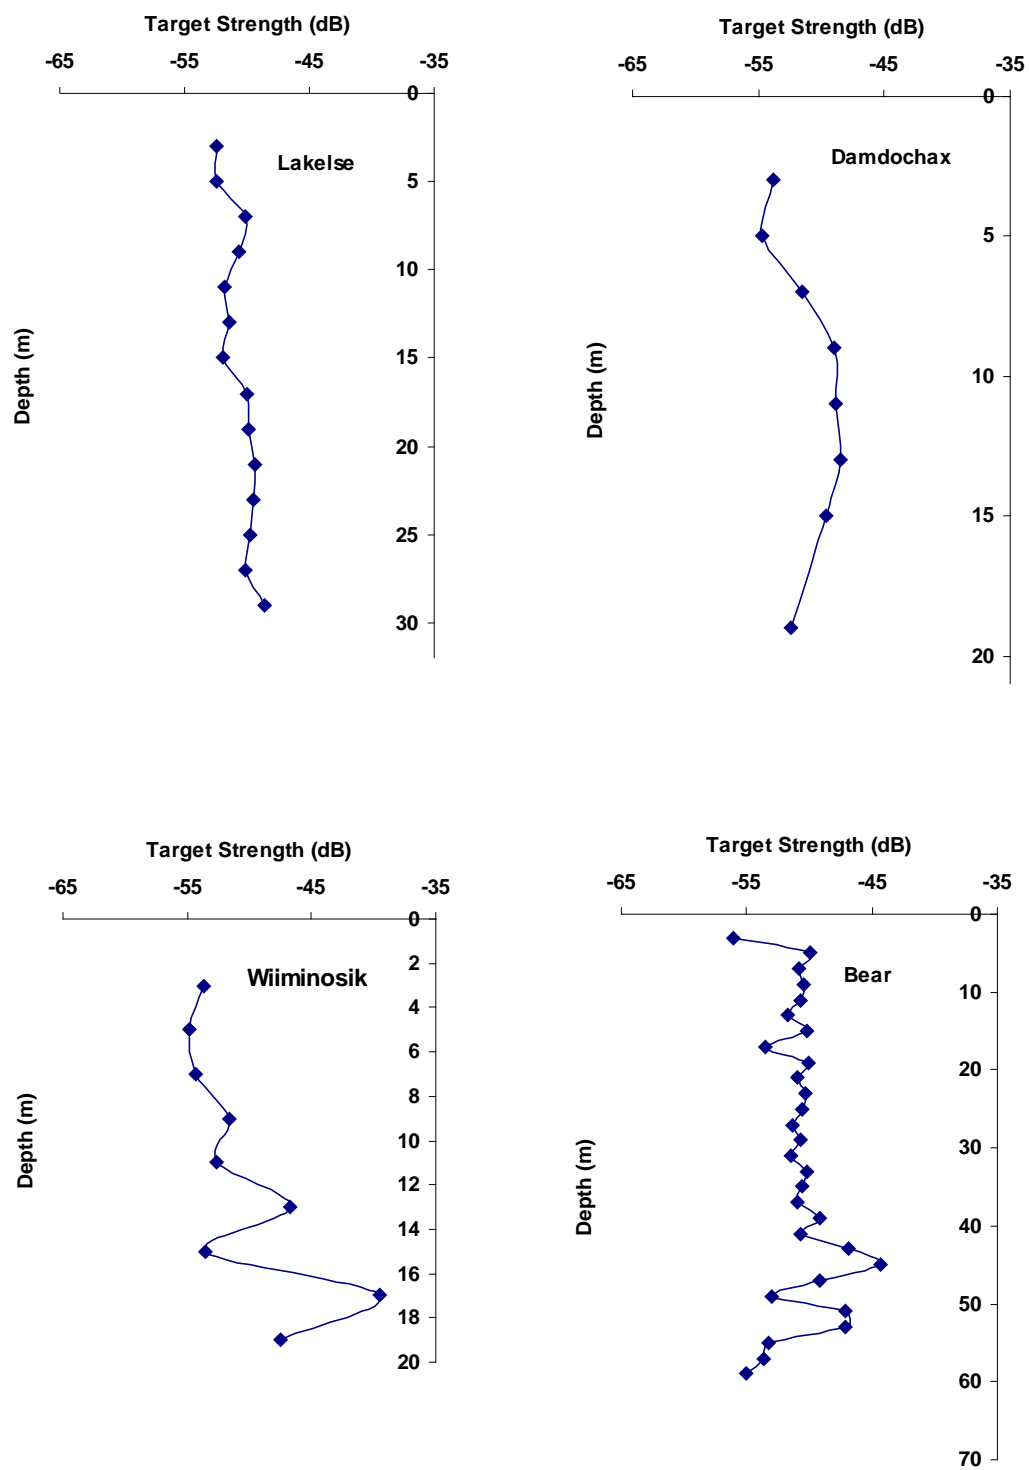 Target Strength (dB)
-65 -55 -45 -35
0
5
10
15
20
25
30
Depth (m)
Lakelse
Target Strength (dB)
-65 -55 -45 -35
0
5
10
15
20
Depth (m)
Damdochax
Target Strength (dB)
-65 -55 -45 -35
0
2
4
6
8
10
12
14
16
18
20
Depth (m)
Wiiminosik
Target Strength (dB)
-65 -55 -45 -35
0
10
20
30
40
50
60
70
Depth (m)
Bear